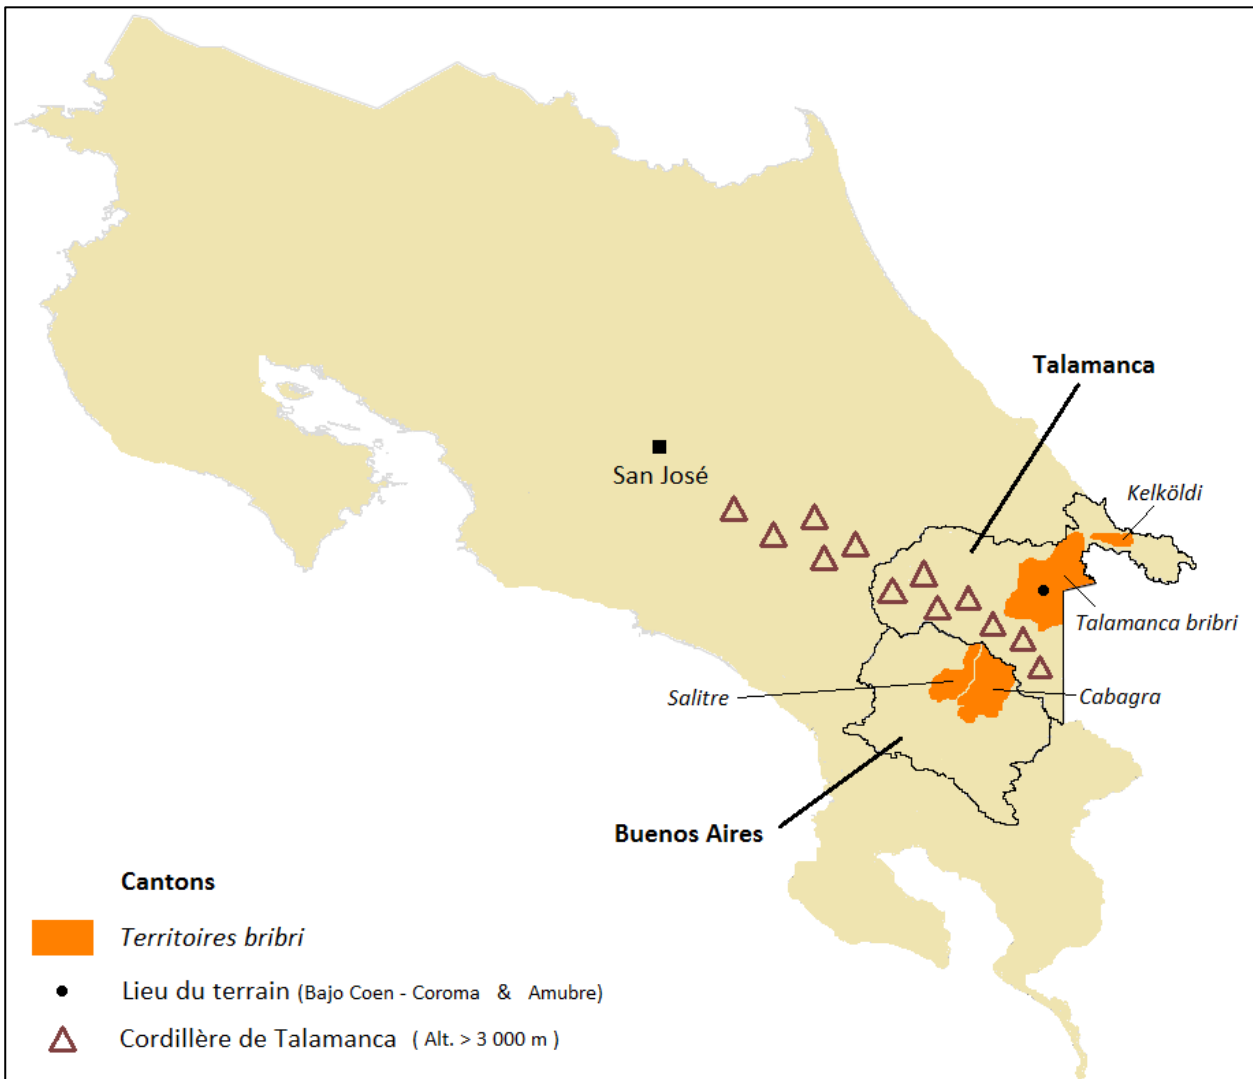 Talamanca
San José
Kelköldi
Talamanca bribri
Salitre
Cabagra
Buenos Aires
Cantons
Territoires bribri
Lieu du terrain (Bajo Coen - Coroma & Amubre)
Cordillère de Talamanca ( Alt. > 3 000 m )